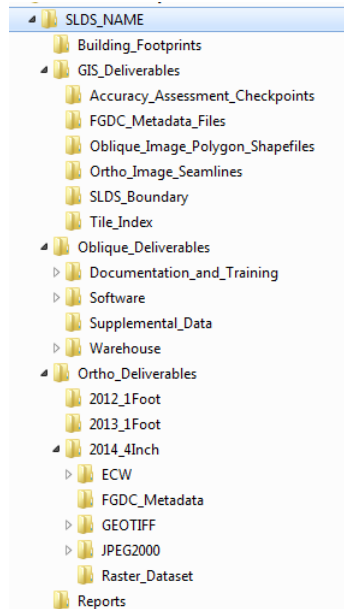 SLDS_NAME
Building_Footprints
GIS_Deliverables
Accuracy_Assessment_Checkpoints
FGDC_Metadata_Files
Oblique_Image_Polygon_Shapefiles
Ortho_Image_Seamlines
SLDS_Boundary
Tile_Index
Oblique_Deliverables
Documentation_and_Training
Software
Supplemental_Data
Warehouse
Ortho_Deliverables
2012_1Foot
2013_1Foot
2014_4Inch
ECW
FGDC_Metadata
GEOTIFF
JPEG2000
Raster_Dataset
Reports